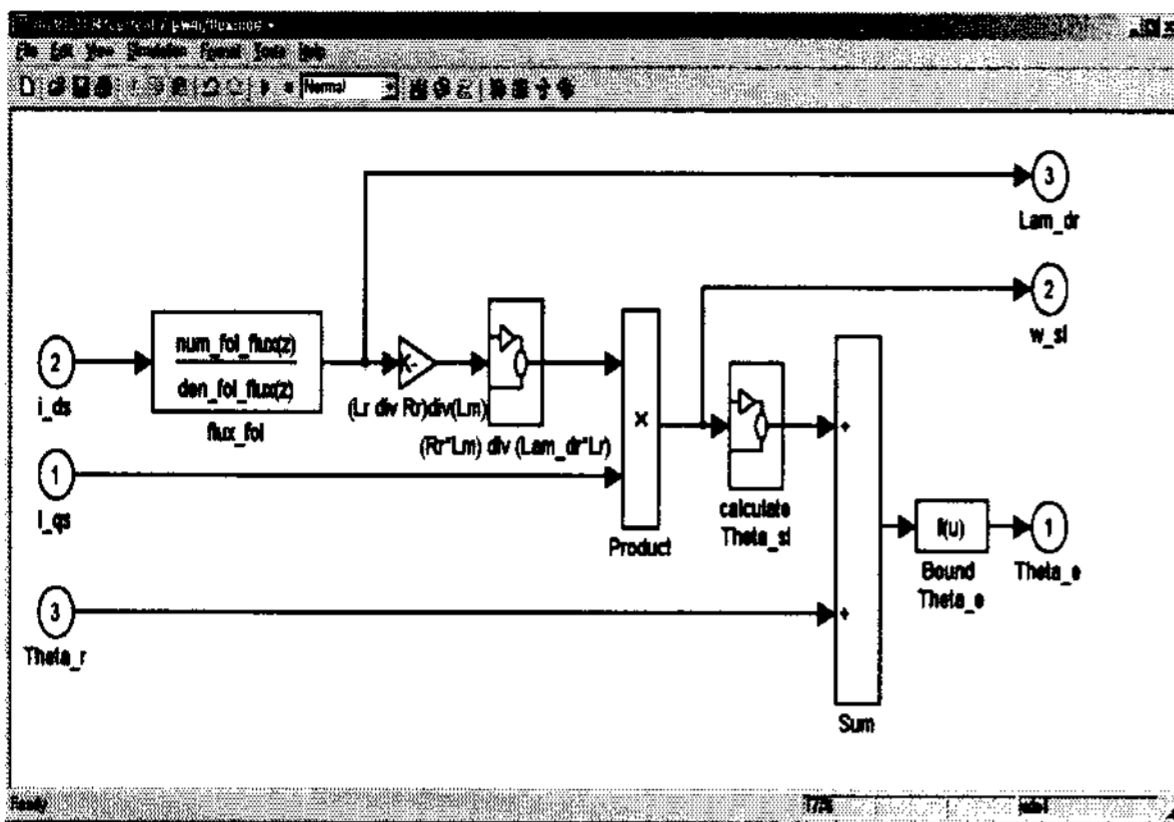 File Edit View Simulation Format Tools Help
Normal
3
Lam_dr
2
w_sl
num_fol_flux(z)
den_fol_flux(z)
flux_fol
2
i_ds
K-
(Lr div Rr)div(Lm)
(Rr*Lm) div (Lam_dr*Lr)
×
Product
calculate
Theta_sl
1
i_qs
+
+
Sum
f(u)
Bound
Theta_e
1
Theta_e
3
Theta_r
Ready